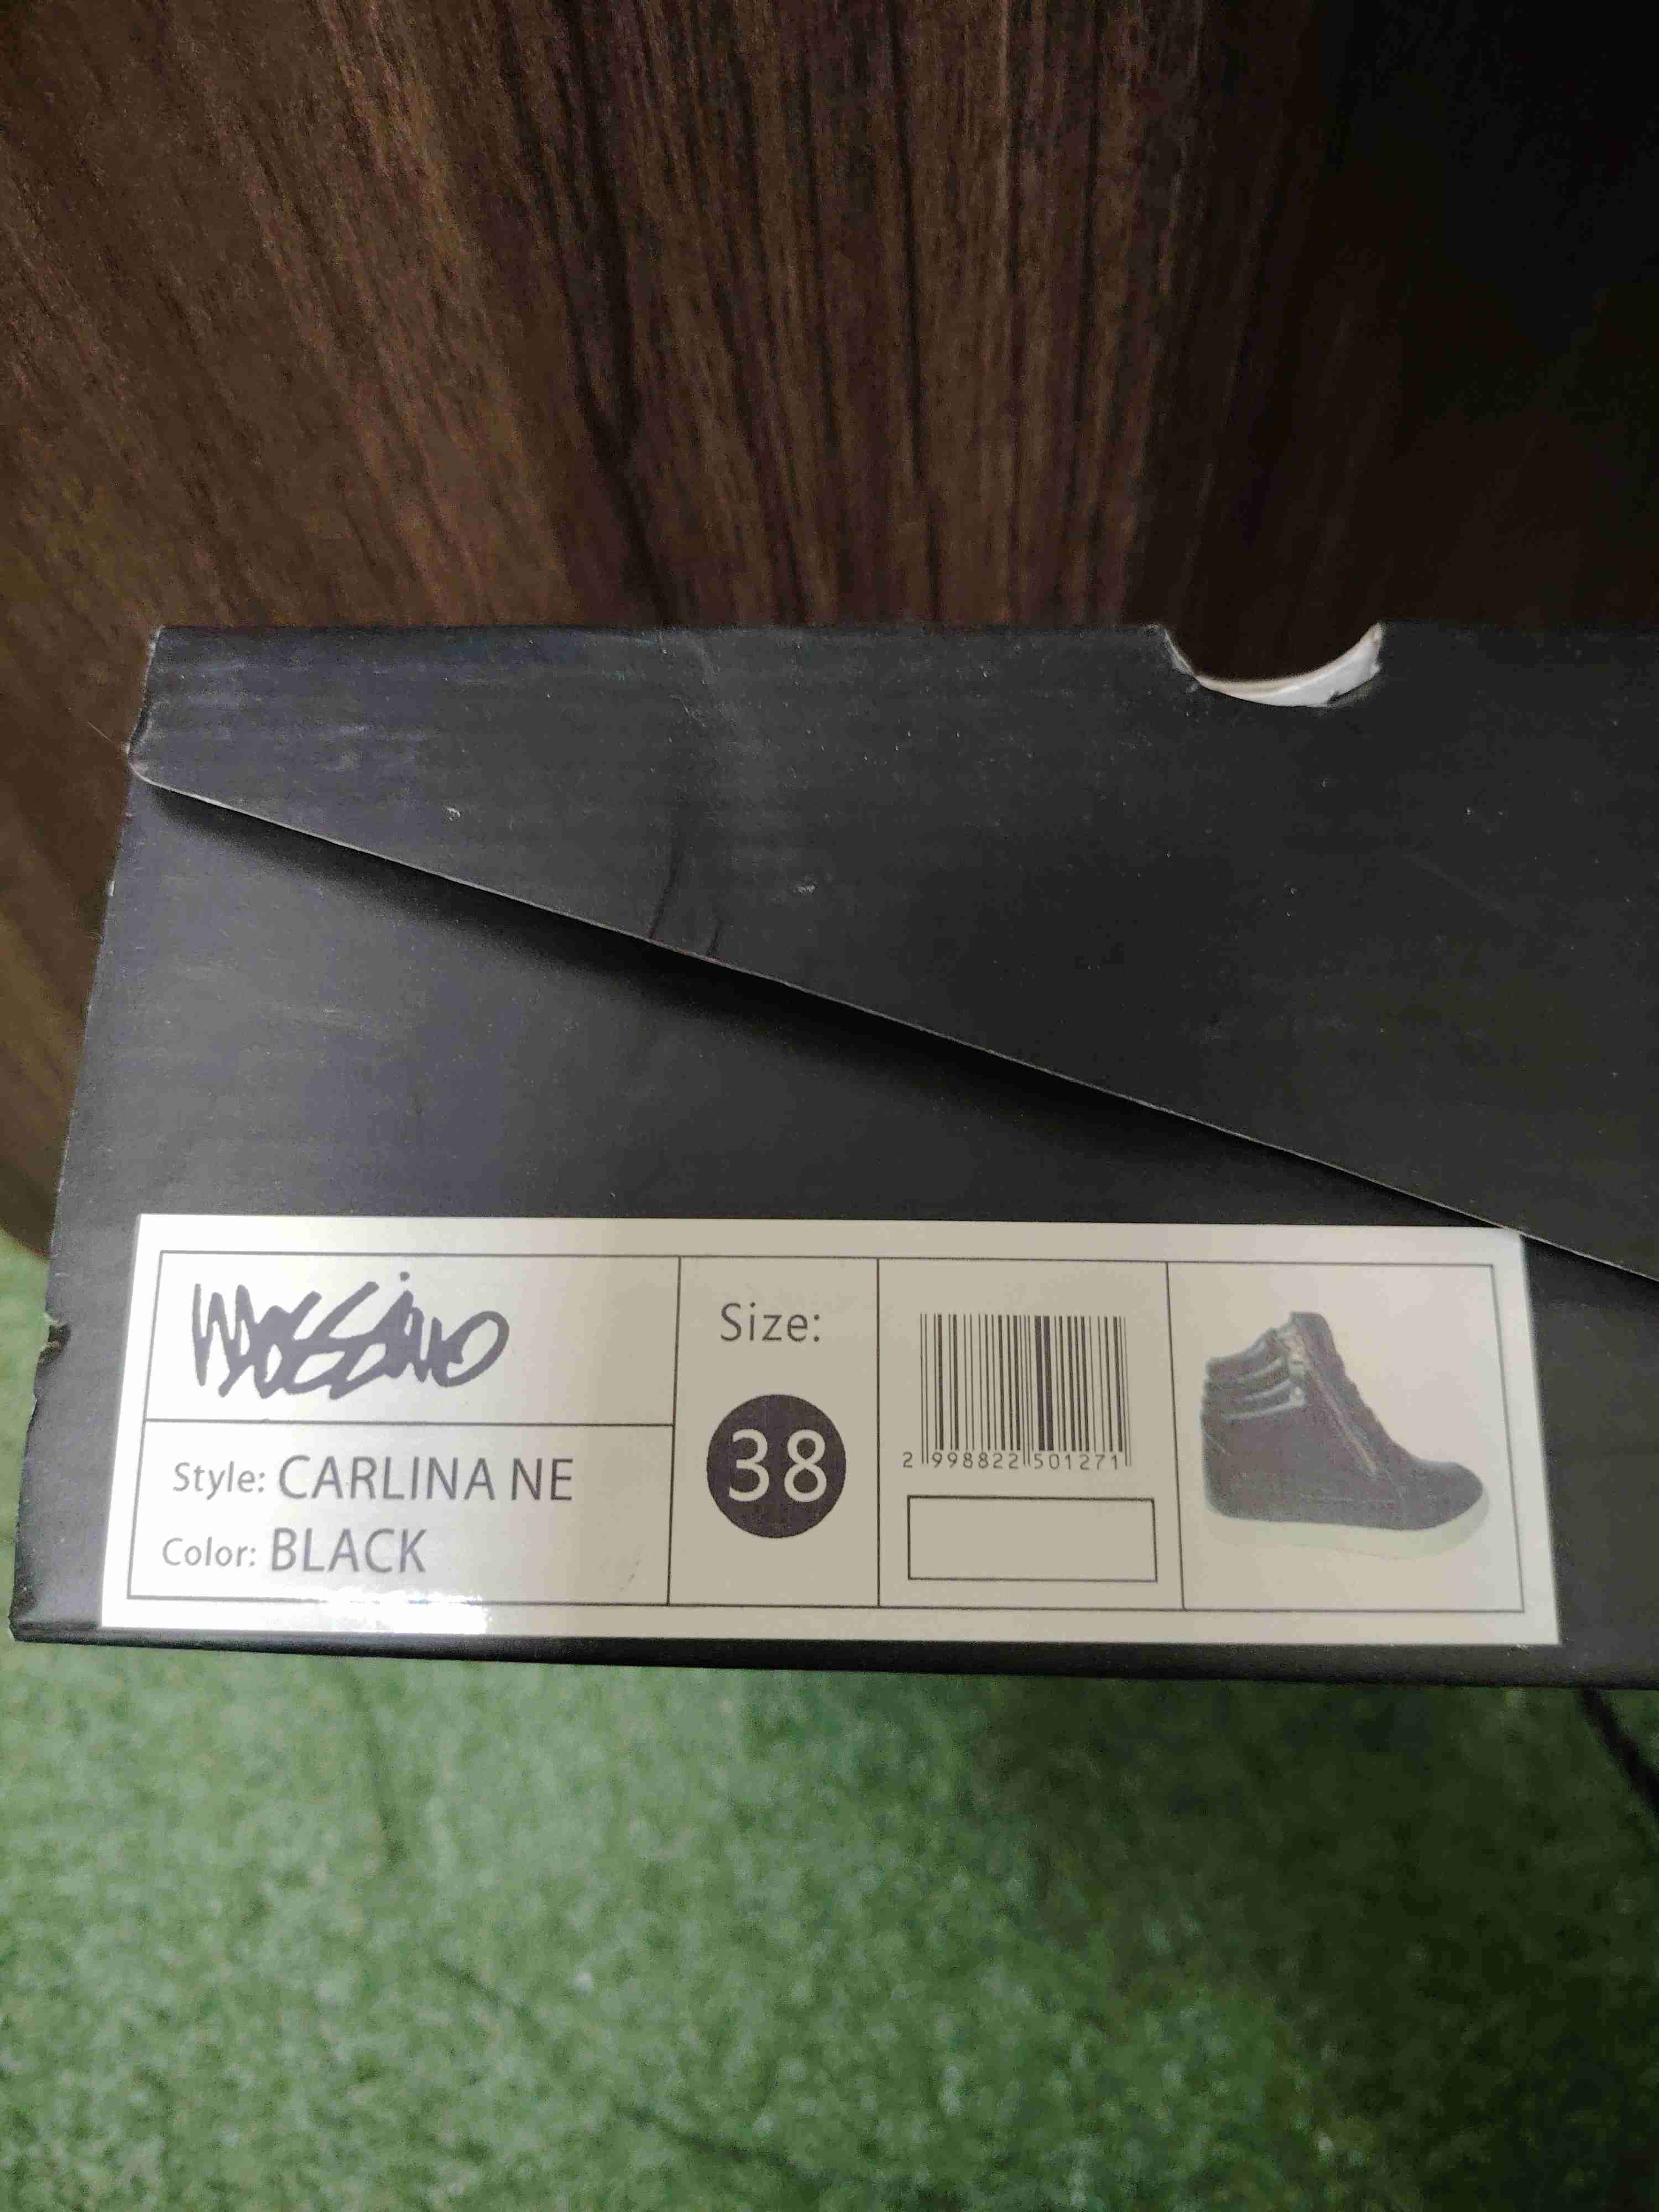 mossimo
Style: CARLINA NE
Color: BLACK
Size:
38
2 998822 501271